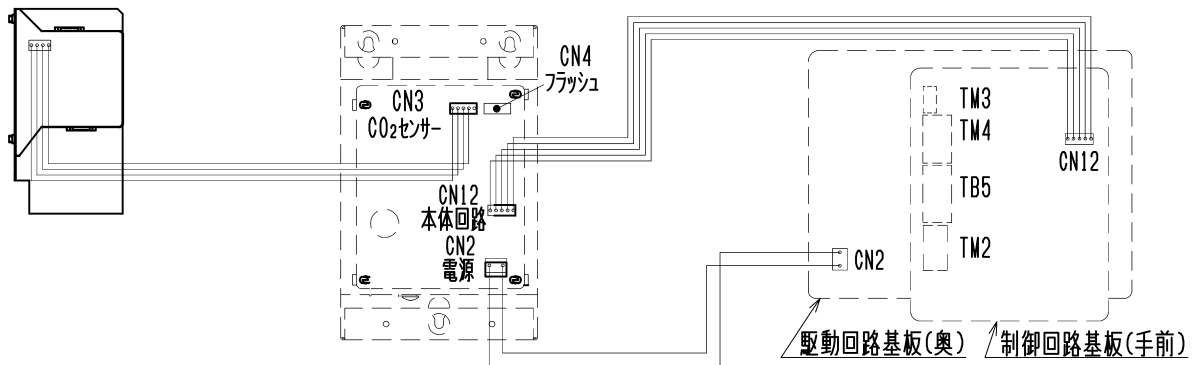 CN4
フラッシュ
CN3
CO₂センサー
CN12
本体回路
CN2
電源
TM3
TM4
CN12
TB5
TM2
CN2
駆動回路基板(奥)
制御回路基板(手前)